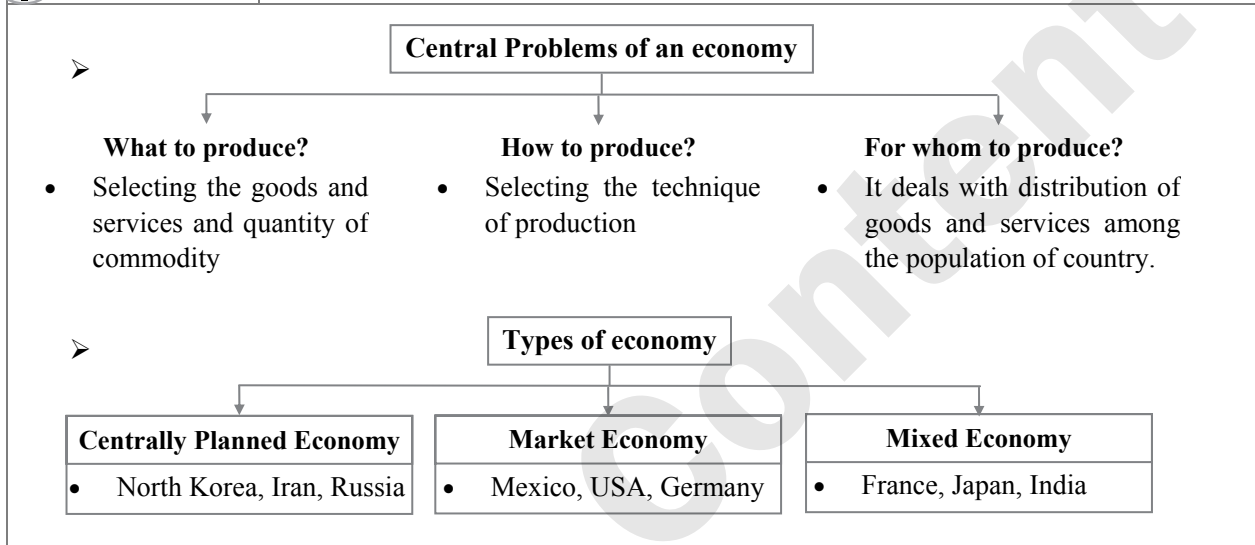 Central Problems of an economy
➢
What to produce?
• Selecting the goods and
services and quantity of
commodity
How to produce?
• Selecting the technique
of production
For whom to produce?
• It deals with distribution of
goods and services among
the population of country.
Types of economy
➢
Centrally Planned Economy
• North Korea, Iran, Russia
Market Economy
• Mexico, USA, Germany
Mixed Economy
• France, Japan, India
Content